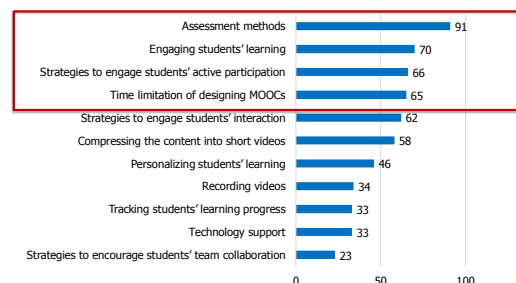 Assessment methods 91
Engaging students' learning 70
Strategies to engage students' active participation 66
Time limitation of designing MOOCs 65
Strategies to engage students' interaction 62
Compressing the content into short videos 58
Personalizing students' learning 46
Recording videos 34
Tracking students' learning progress 33
Technology support 33
Strategies to encourage students' team collaboration 23
0 50 100